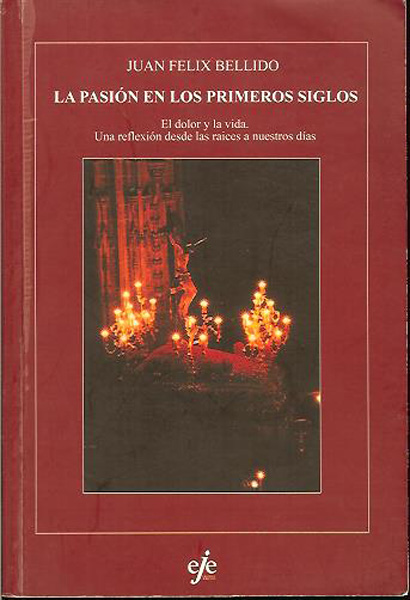 JUAN FELIX BELLIDO
LA PASIÓN EN LOS PRIMEROS SIGLOS
El dolor y la vida.
Una reflexión desde las raíces a nuestros días
eje